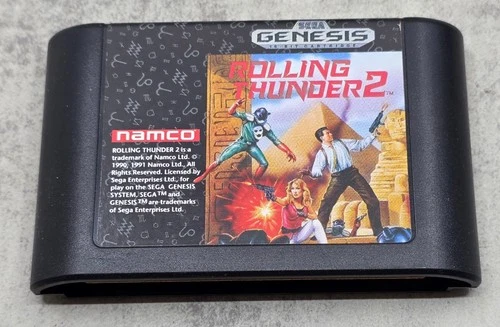 SEGA
GENESIS
16-BIT CARTRIDGE
ROLLING
THUNDER 2™
namco
ROLLING THUNDER 2 is a
trademark of Namco Ltd. ©
1990, 1991 Namco Ltd., All
Rights Reserved. Licensed by
Sega Enterprises Ltd., for
play on the SEGA GENESIS
SYSTEM. SEGA™ and
GENESIS™ are trademarks
of Sega Enterprises Ltd.